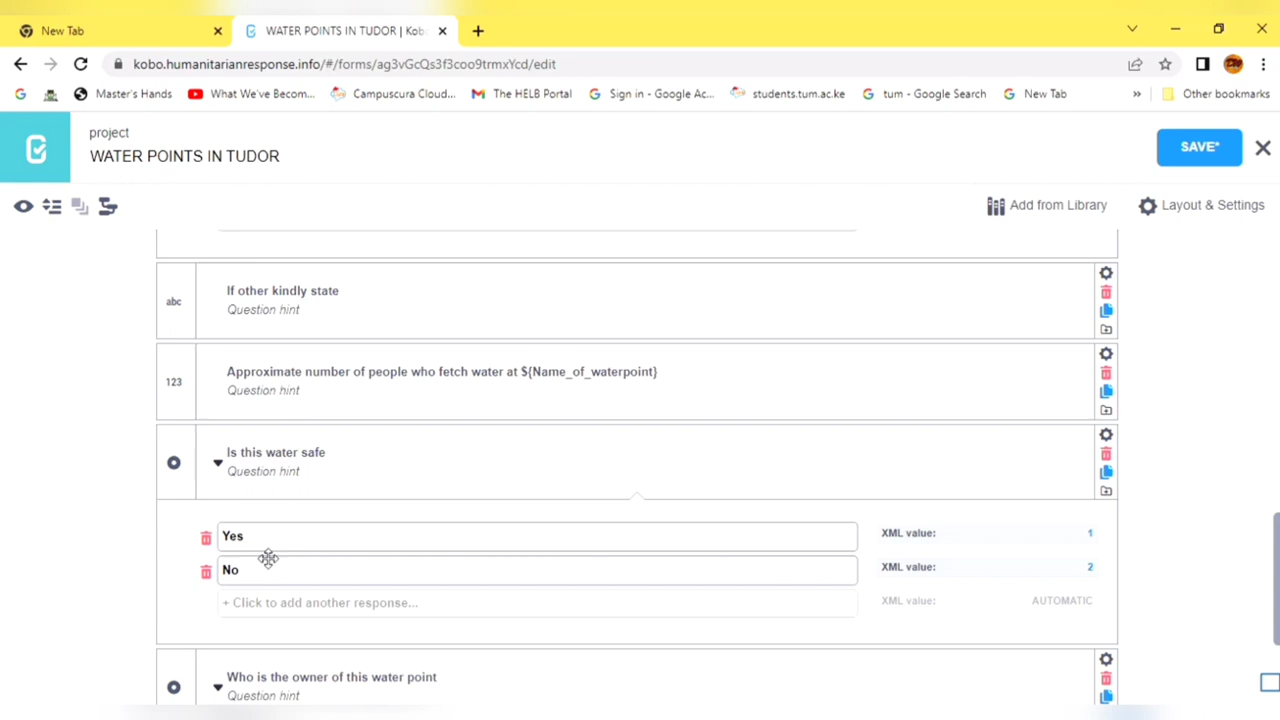 New Tab
WATER POINTS IN TUDOR | Kobo
kobo.humanitarianresponse.info/#/forms/ag3vGcQs3f3coo9trmxYcd/edit
Master's Hands
What We've Becom...
Campuscura Cloud...
The HELB Portal
Sign in - Google Ac...
students.tum.ac.ke
tum - Google Search
New Tab
Other bookmarks
project
WATER POINTS IN TUDOR
SAVE*
Add from Library
Layout & Settings
abc
If other kindly state
Question hint
123
Approximate number of people who fetch water at ${Name_of_waterpoint}
Question hint
Is this water safe
Question hint
Yes
XML value: 1
No
XML value: 2
+ Click to add another response...
XML value: AUTOMATIC
Who is the owner of this water point
Question hint